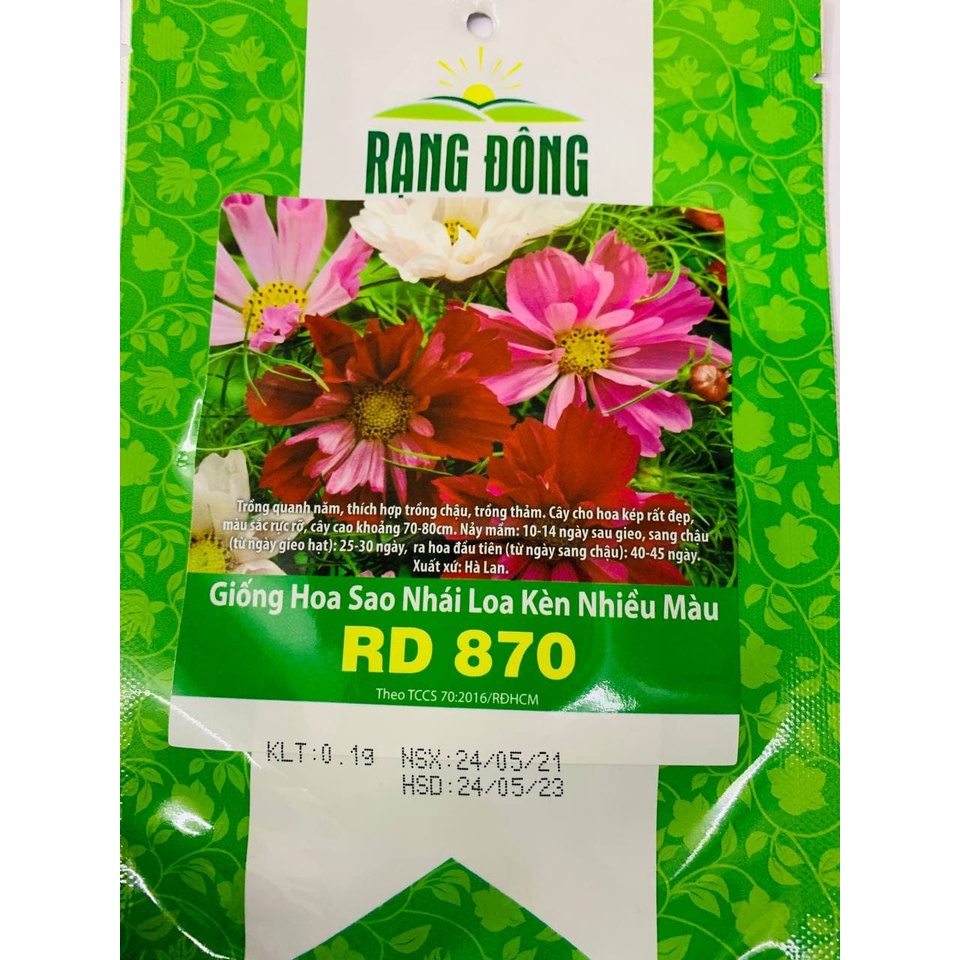 RẠNG ĐÔNG
Trồng quanh năm, thích hợp trồng chậu, trồng thảm. Cây cho hoa kép rất đẹp,
màu sắc rực rỡ, cây cao khoảng 70-80cm. Nảy mầm: 10-14 ngày sau gieo, sang chậu
(từ ngày gieo hạt): 25-30 ngày, ra hoa đầu tiên (từ ngày sang chậu): 40-45 ngày.
Xuất xứ: Hà Lan.
Giống Hoa Sao Nhái Loa Kèn Nhiều Màu
RD 870
Theo TCCS 70:2016/RĐHCM
KLT:0.1g NSX:24/05/21
HSD:24/05/23